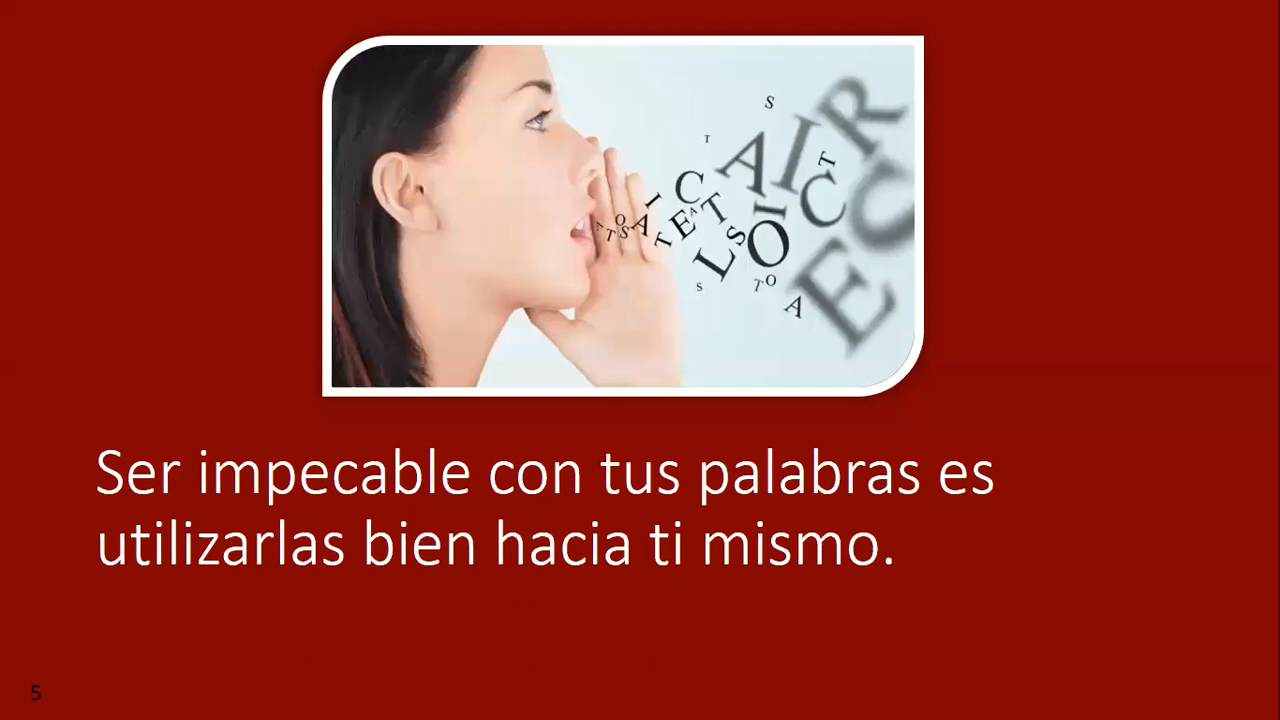 Ser impecable con tus palabras es
utilizarlas bien hacia ti mismo.
5